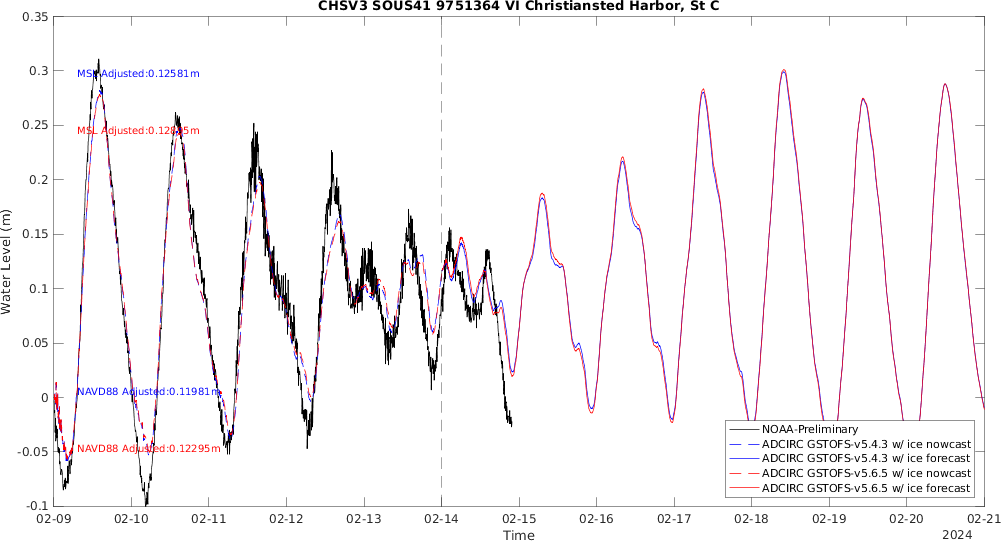 CHSV3 SOUS41 9751364 VI Christiansted Harbor, St C
0.35
0.3
0.25
0.2
0.15
0.1
0.05
0
-0.05
-0.1
Water Level (m)
MSL Adjusted:0.12581m
MSL
NAVD88 Adjusted:0.11981m
NAVD88 Adjusted:0.12295m
NOAA-Preliminary
ADCIRC GSTOFS-v5.4.3 w/ ice nowcast
ADCIRC GSTOFS-v5.4.3 w/ ice forecast
ADCIRC GSTOFS-v5.6.5 w/ ice nowcast
ADCIRC GSTOFS-v5.6.5 w/ ice forecast
02-09 02-10 02-11 02-12 02-13 02-14 02-15 02-16 02-17 02-18 02-19 02-20 02-21
Time
2024